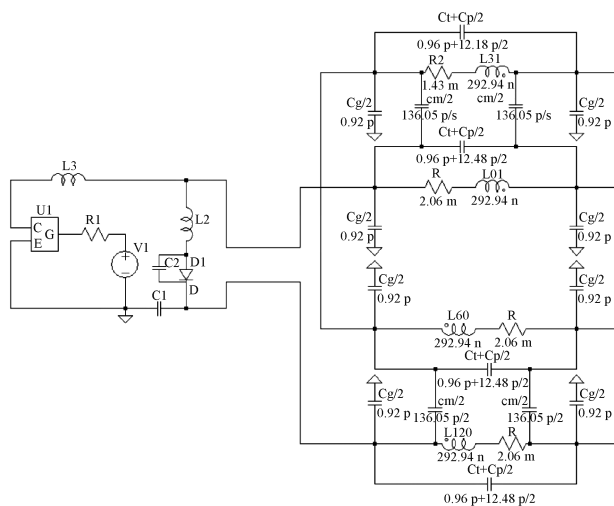 Ct+Cp/2
0.96 p+12.18 p/2
R2
L31
1.43 m
292.94 n
Cg/2
0.92 p
cm/2
136.05 p/s
cm/2
136.05 p/s
Cg/2
0.92 p
Ct+Cp/2
0.96 p+12.48 p/2
L3
R
L01
2.06 m
292.94 n
U1
C
G
E
R1
V1
L2
C2
D1
D
C1
Cg/2
0.92 p
Cg/2
0.92 p
Cg/2
0.92 p
Cg/2
0.92 p
L60
R
292.94 n
2.06 m
Ct+Cp/2
0.96 p+12.48 p/2
Cg/2
0.92 p
cm/2
136.05 p/2
cm/2
136.05 p/2
Cg/2
0.92 p
L120
R
292.94 n
2.06 m
Ct+Cp/2
0.96 p+12.48 p/2